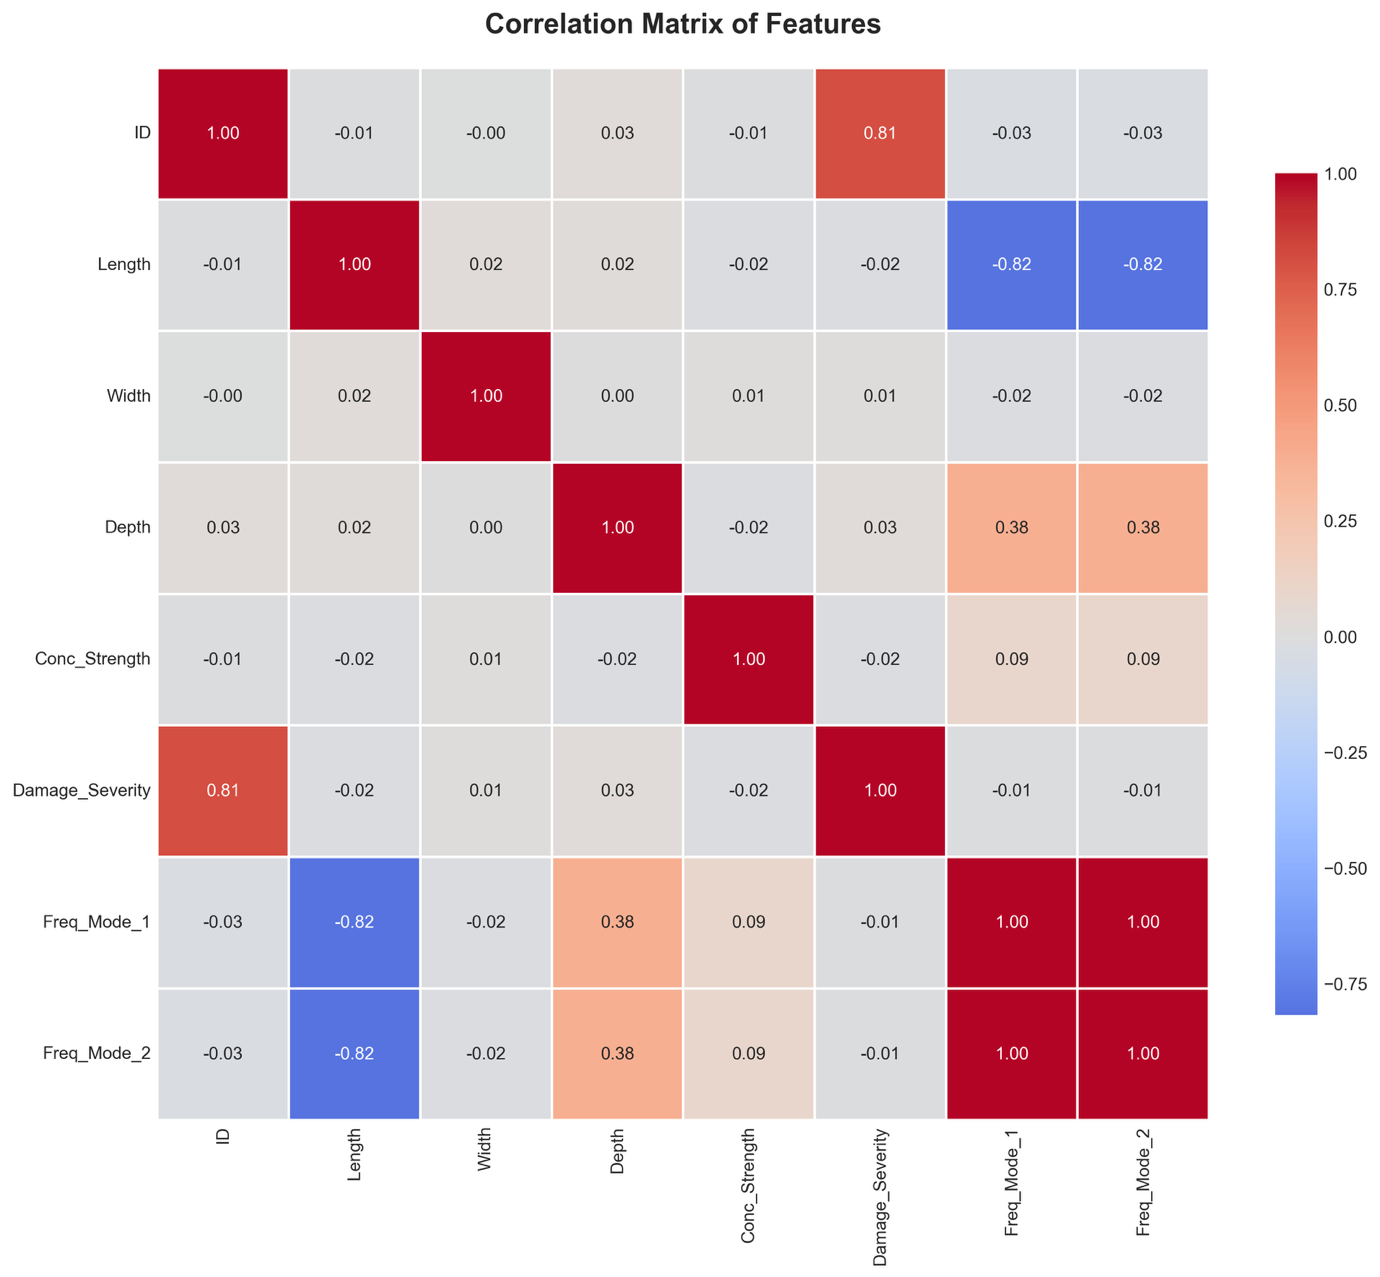 Correlation Matrix of Features
ID 1.00 -0.01 -0.00 0.03 -0.01 0.81 -0.03 -0.03
Length -0.01 1.00 0.02 0.02 -0.02 -0.02 -0.82 -0.82
Width -0.00 0.02 1.00 0.00 0.01 0.01 -0.02 -0.02
Depth 0.03 0.02 0.00 1.00 -0.02 0.03 0.38 0.38
Conc_Strength -0.01 -0.02 0.01 -0.02 1.00 -0.02 0.09 0.09
Damage_Severity 0.81 -0.02 0.01 0.03 -0.02 1.00 -0.01 -0.01
Freq_Mode_1 -0.03 -0.82 -0.02 0.38 0.09 -0.01 1.00 1.00
Freq_Mode_2 -0.03 -0.82 -0.02 0.38 0.09 -0.01 1.00 1.00
ID
Length
Width
Depth
Conc_Strength
Damage_Severity
Freq_Mode_1
Freq_Mode_2
1.00
0.75
0.50
0.25
0.00
−0.25
−0.50
−0.75